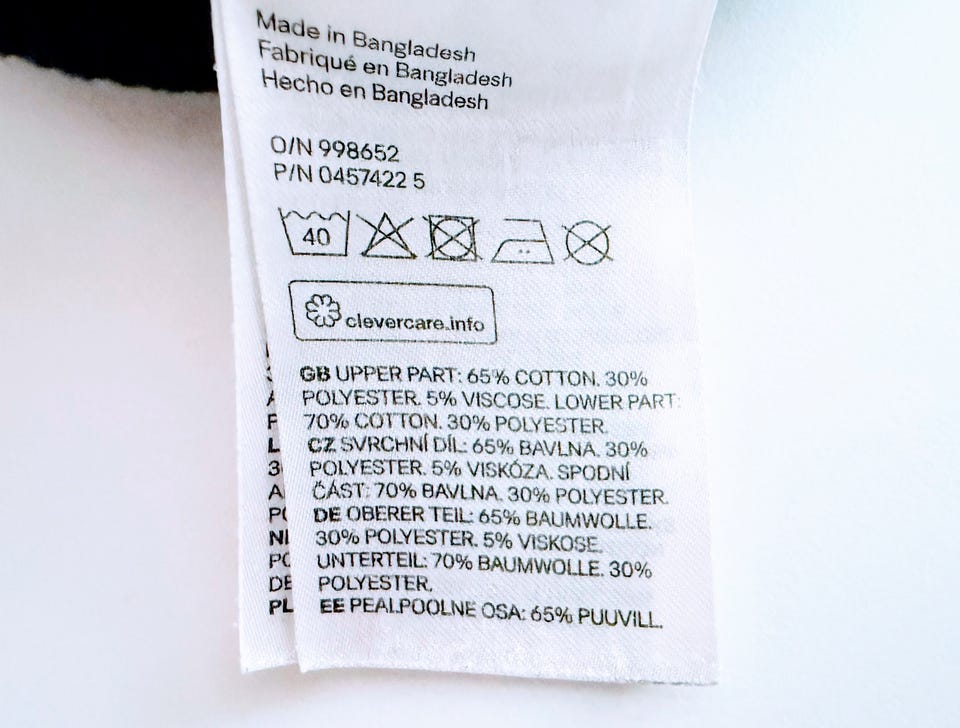 Made in Bangladesh
Fabriqué en Bangladesh
Hecho en Bangladesh
O/N 998652
P/N 0457422 5
40
clevercare.info
GB UPPER PART: 65% COTTON. 30%
POLYESTER. 5% VISCOSE. LOWER PART:
70% COTTON. 30% POLYESTER.
CZ SVRCHNÍ DÍL: 65% BAVLNA. 30%
POLYESTER. 5% VISKÓZA. SPODNÍ
ČÁST: 70% BAVLNA. 30% POLYESTER.
DE OBERER TEIL: 65% BAUMWOLLE.
30% POLYESTER. 5% VISKOSE.
UNTERTEIL: 70% BAUMWOLLE. 30%
POLYESTER.
EE PEALPOOLNE OSA: 65% PUUVILL.